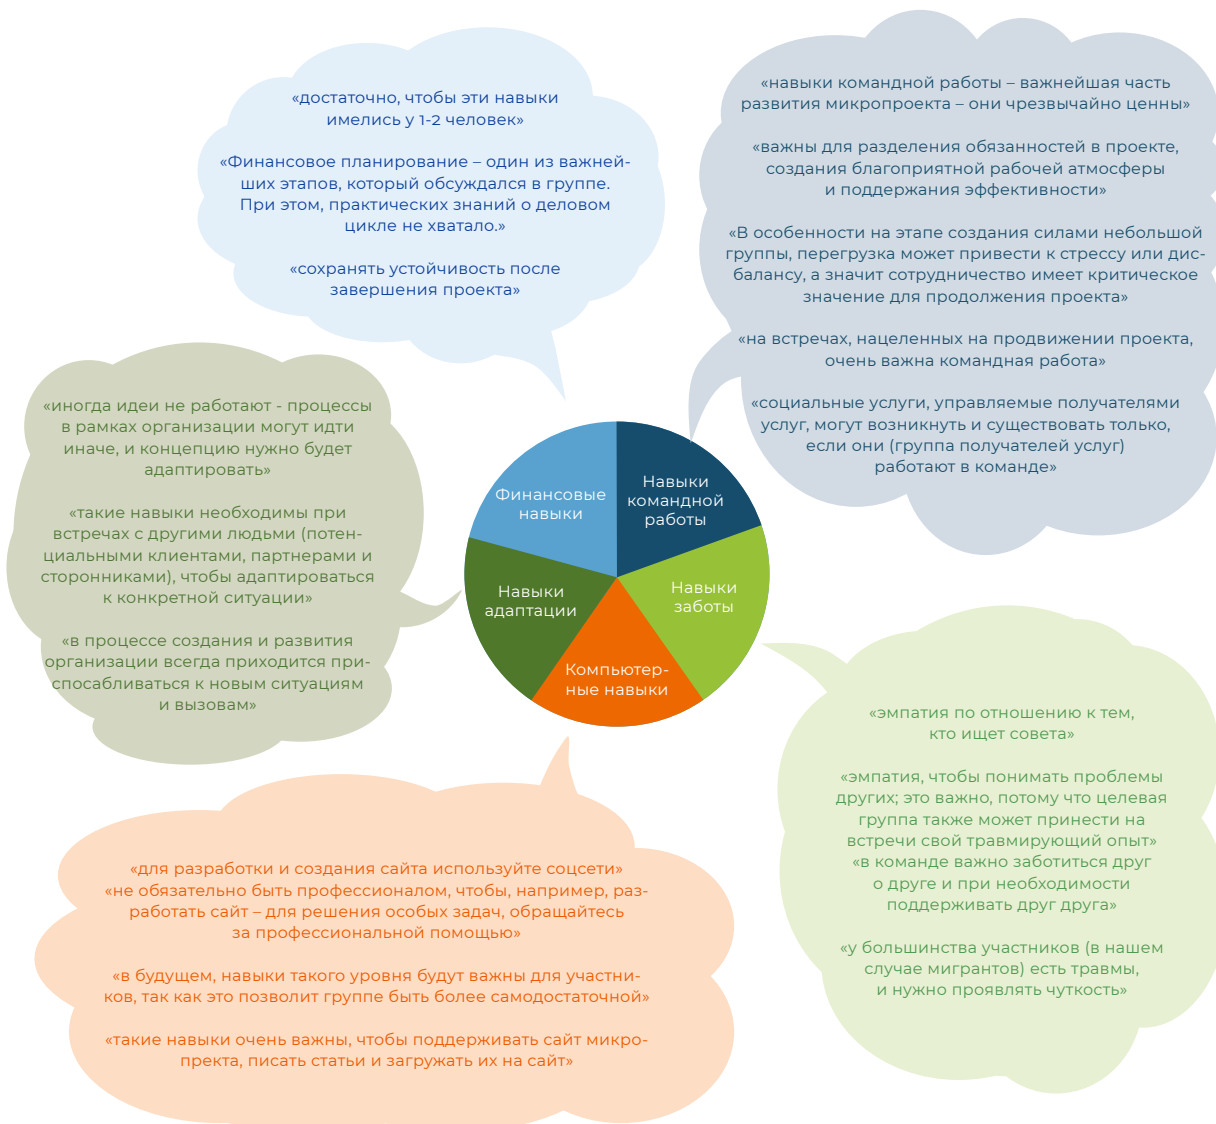 «достаточно, чтобы эти навыки
имелись у 1-2 человек»
«Финансовое планирование – один из важней-
ших этапов, который обсуждался в группе.
При этом, практических знаний о деловом
цикле не хватало.»
«сохранять устойчивость после
завершения проекта»
«навыки командной работы – важнейшая часть
развития микропроекта – они чрезвычайно ценны»
«важны для разделения обязанностей в проекте,
создания благоприятной рабочей атмосферы
и поддержания эффективности»
«В особенности на этапе создания силами небольшой
группы, перегрузка может привести к стрессу или дис-
балансу, а значит сотрудничество имеет критическое
значение для продолжения проекта»
«на встречах, нацеленных на продвижении проекта,
очень важна командная работа»
«социальные услуги, управляемые получателями
услуг, могут возникнуть и существовать только,
если они (группа получателей услуг)
работают в команде»
«иногда идеи не работают - процессы
в рамках организации могут идти
иначе, и концепцию нужно будет
адаптировать»
«такие навыки необходимы при
встречах с другими людьми (потен-
циальными клиентами, партнерами и
сторонниками), чтобы адаптироваться
к конкретной ситуации»
«в процессе создания и развития
организации всегда приходится при-
спосабливаться к новым ситуациям
и вызовам»
Финансовые
навыки
Навыки
командной
работы
Навыки
адаптации
Навыки
заботы
Компьютер-
ные навыки
«эмпатия по отношению к тем,
кто ищет совета»
«эмпатия, чтобы понимать проблемы
других; это важно, потому что целевая
группа также может принести на
встречи свой травмирующий опыт»
«в команде важно заботиться друг
о друге и при необходимости
поддерживать друг друга»
«у большинства участников (в нашем
случае мигрантов) есть травмы,
и нужно проявлять чуткость»
«для разработки и создания сайта используйте соцсети»
«не обязательно быть профессионалом, чтобы, например, раз-
работать сайт – для решения особых задач, обращайтесь
за профессиональной помощью»
«в будущем, навыки такого уровня будут важны для участни-
ков, так как это позволит группе быть более самодостаточной»
«такие навыки очень важны, чтобы поддерживать сайт микро-
пректа, писать статьи и загружать их на сайт»